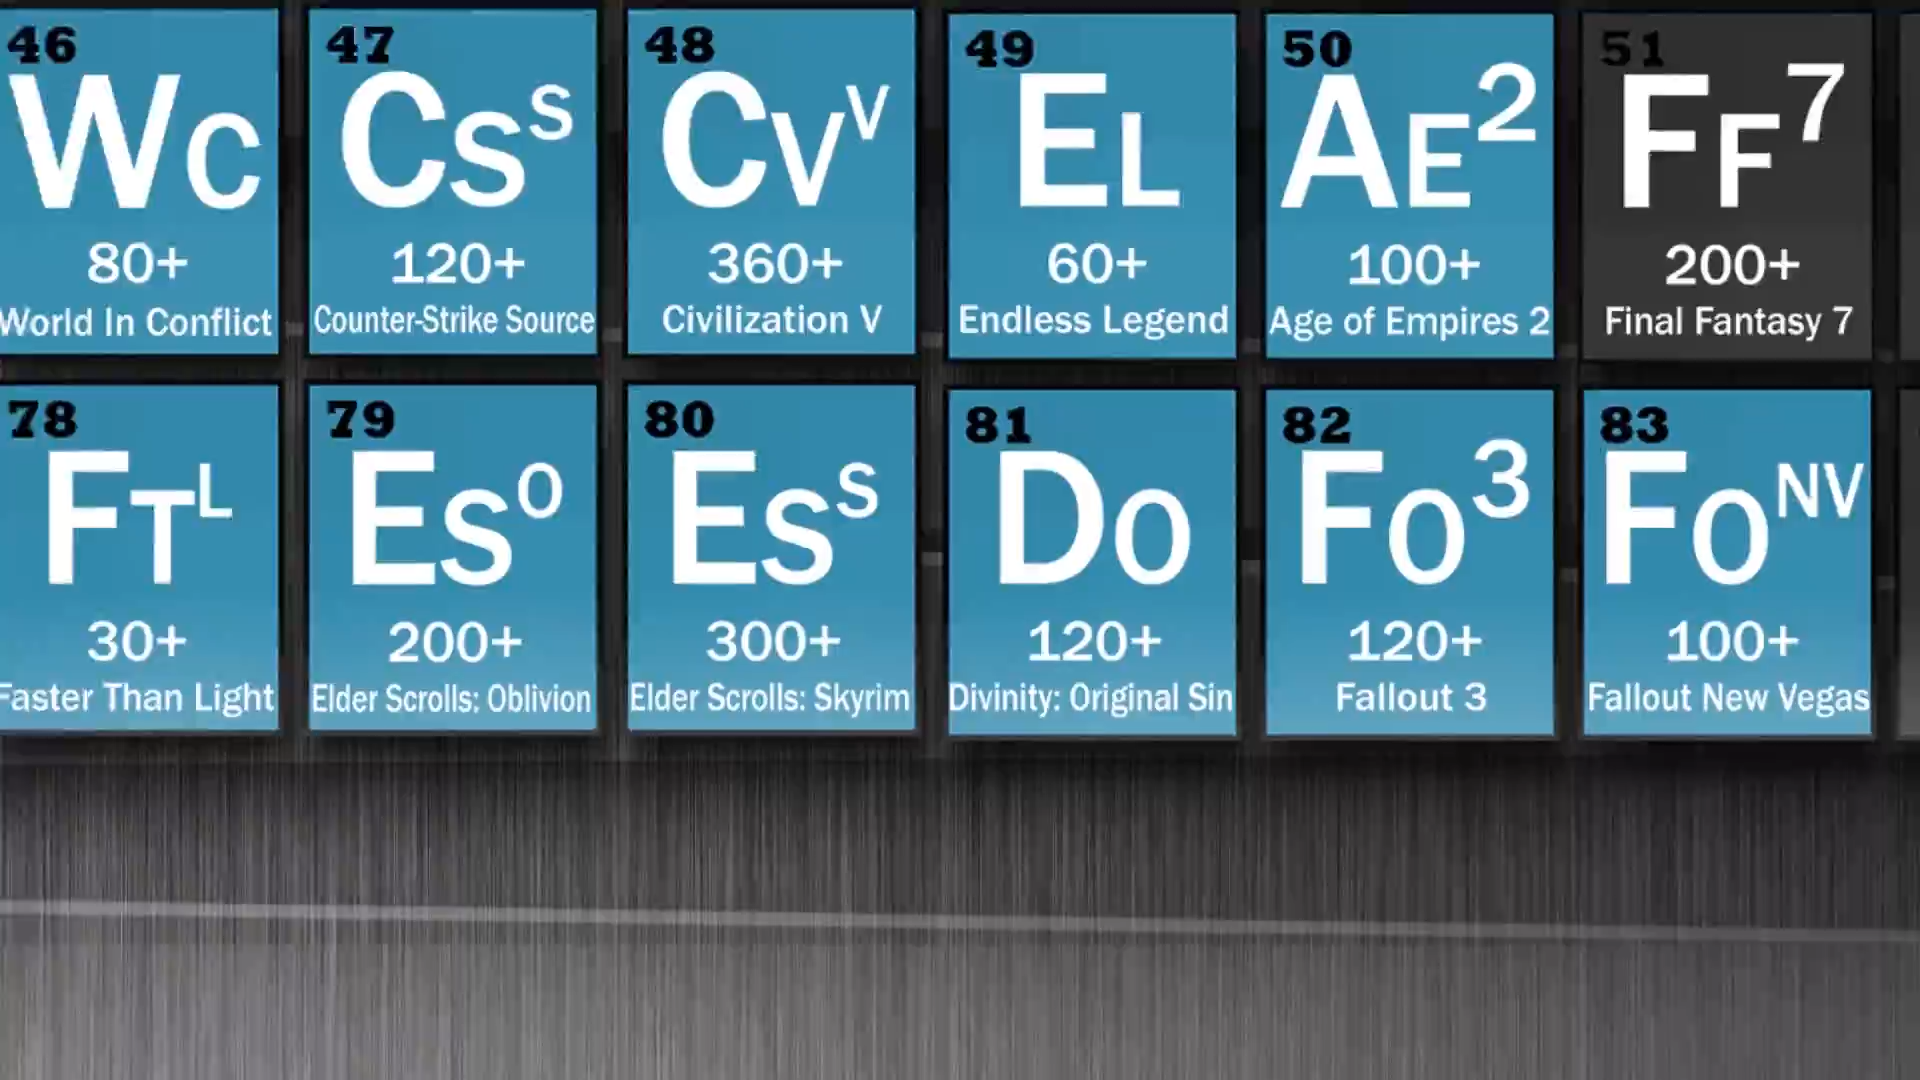 46
Wc
80+
World In Conflict
47
CsS
120+
Counter-Strike Source
48
CvV
360+
Civilization V
49
EL
60+
Endless Legend
50
AE2
100+
Age of Empires 2
51
FF7
200+
Final Fantasy 7
78
FTL
30+
Faster Than Light
79
EsO
200+
Elder Scrolls: Oblivion
80
EsS
300+
Elder Scrolls: Skyrim
81
Do
120+
Divinity: Original Sin
82
Fo3
120+
Fallout 3
83
FoNV
100+
Fallout New Vegas